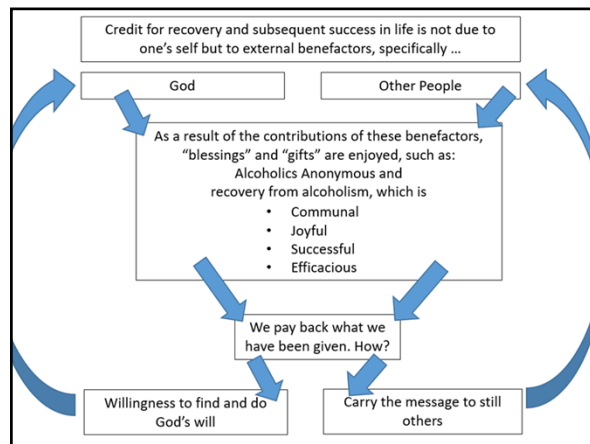 Credit for recovery and subsequent success in life is not due to
one’s self but to external benefactors, specifically …
God
Other People
As a result of the contributions of these benefactors,
“blessings” and “gifts” are enjoyed, such as:
Alcoholics Anonymous and
recovery from alcoholism, which is
• Communal
• Joyful
• Successful
• Efficacious
We pay back what we
have been given. How?
Willingness to find and do
God’s will
Carry the message to still
others